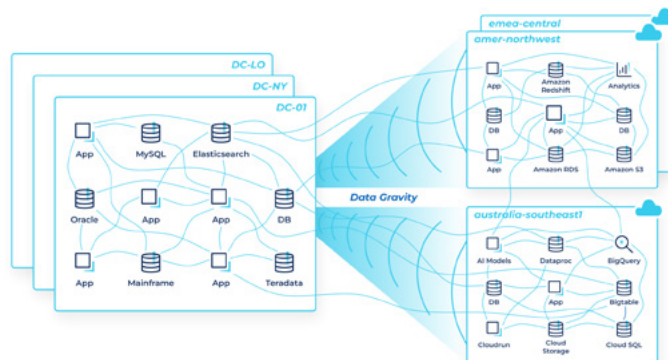 DC-LO
DC-NY
DC-01
App
MySQL
Elasticsearch
Oracle
App
App
DB
App
Mainframe
App
Teradata
Data Gravity
emea-central
amer-northwest
App
Amazon
Redshift
Analytics
DB
App
DB
App
Amazon RDS
Amazon S3
australia-southeast1
AI Models
Dataproc
BigQuery
DB
App
Bigtable
Cloudrun
Cloud
Storage
Cloud SQL